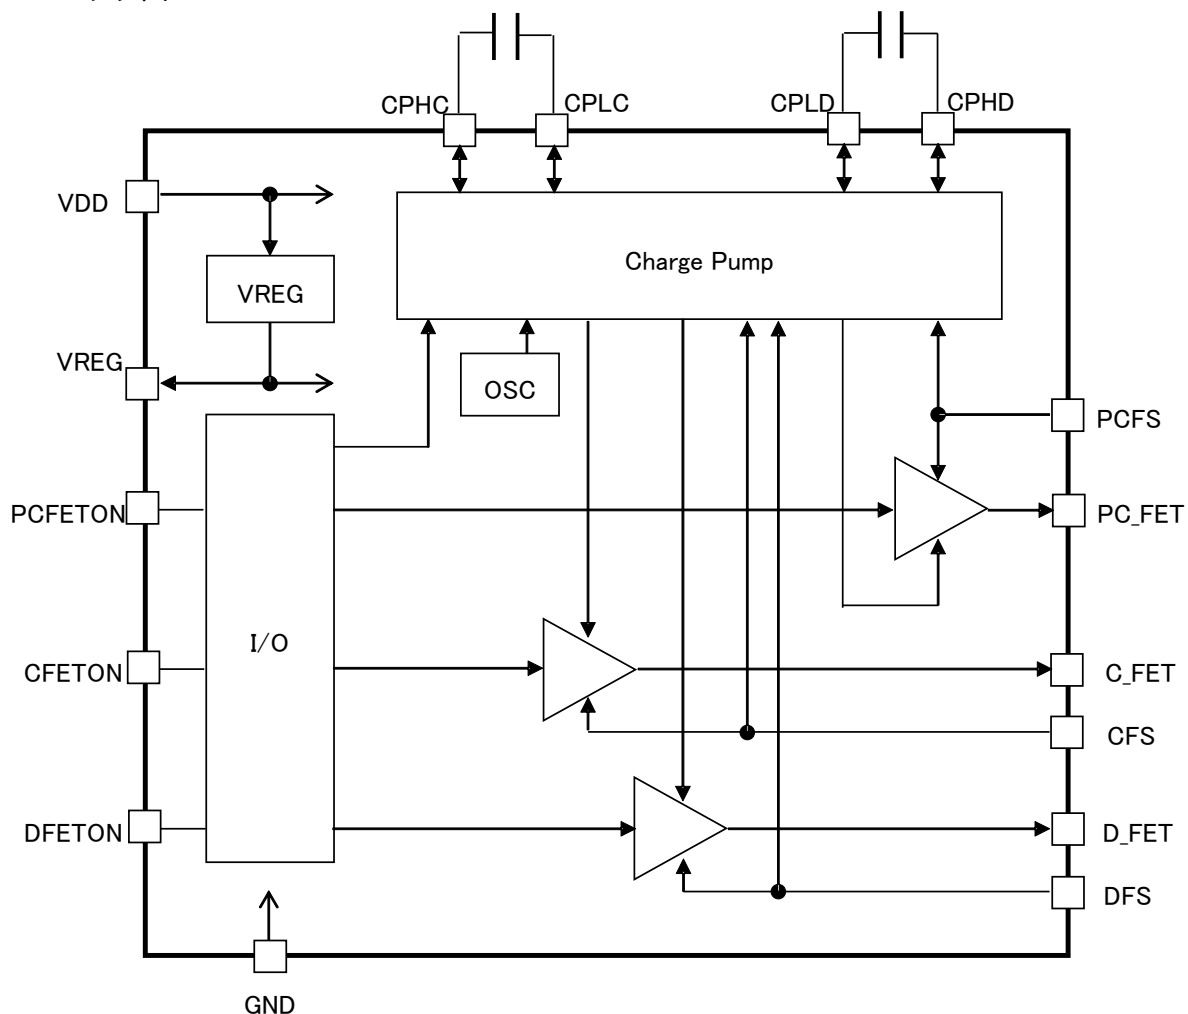 CPHC
CPLC
CPLD
CPHD
VDD
Charge Pump
VREG
VREG
OSC
PCFS
PCFETON
PC_FET
I/O
CFETON
C_FET
CFS
DFETON
D_FET
DFS
GND